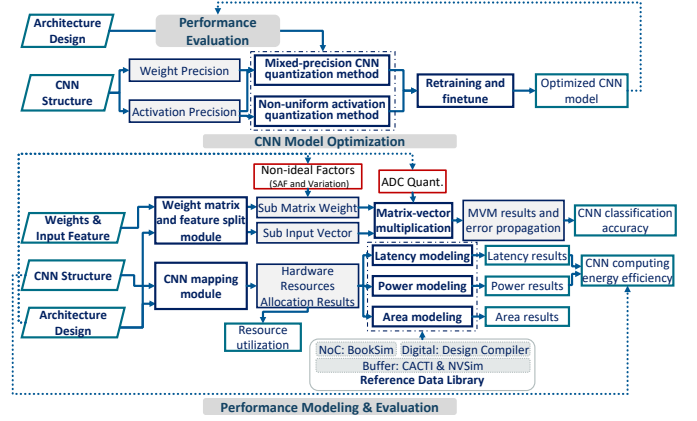 Architecture
Design
Performance
Evaluation
CNN
Structure
Weight Precision
Activation Precision
Mixed-precision CNN
quantization method
Non-uniform activation
quantization method
Retraining and
finetune
Optimized CNN
model
CNN Model Optimization
Non-ideal Factors
(SAF and Variation)
ADC Quant.
Weights &
Input Feature
Weight matrix
and feature split
module
Sub Matrix Weight
Sub Input Vector
Matrix-vector
multiplication
MVM results and
error propagation
CNN classification
accuracy
CNN Structure
Architecture
Design
CNN mapping
module
Hardware
Resources
Allocation Results
Resource
utilization
Latency modeling
Power modeling
Area modeling
Latency results
Power results
Area results
CNN computing
energy efficiency
NoC: BookSim
Digital: Design Compiler
Buffer: CACTI & NVSim
Reference Data Library
Performance Modeling & Evaluation